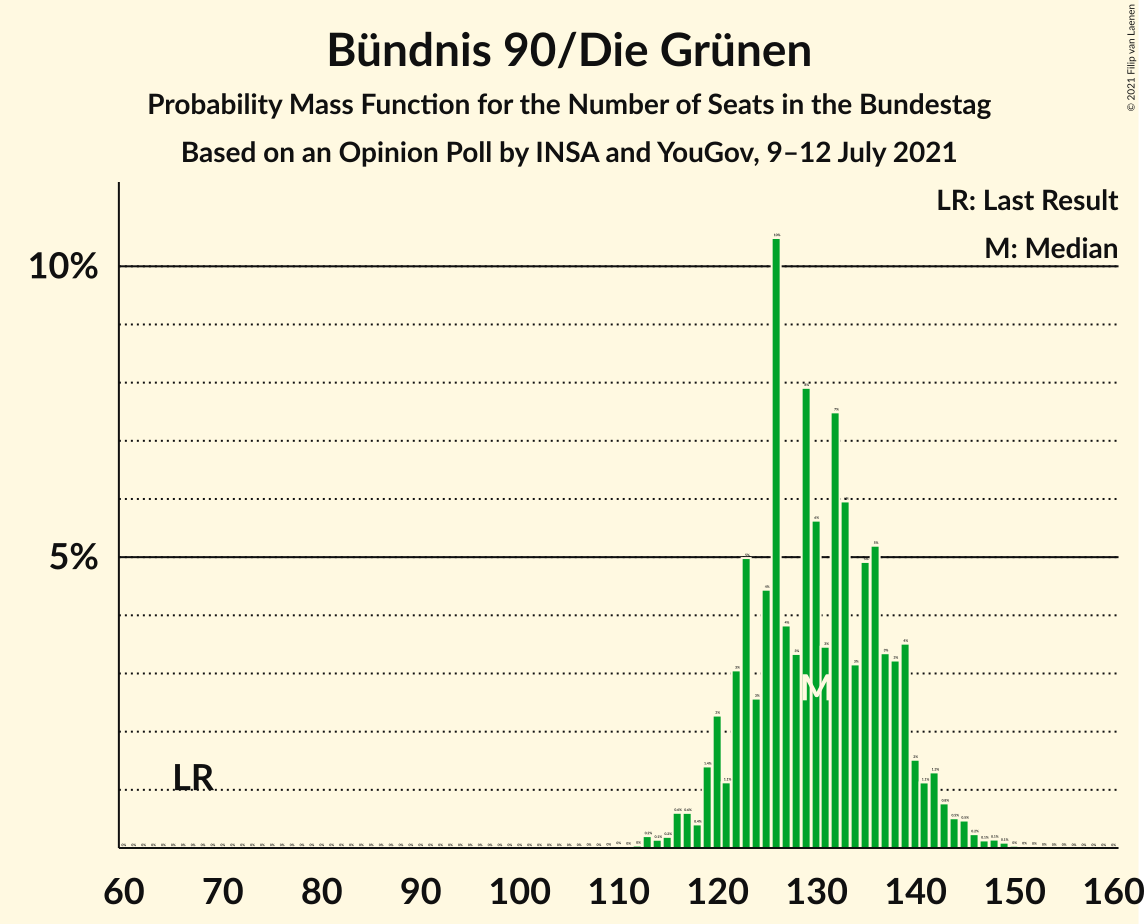 Bündnis 90/Die Grünen
Probability Mass Function for the Number of Seats in the Bundestag
Based on an Opinion Poll by INSA and YouGov, 9–12 July 2021
© 2021 Filip van Laenen
LR: Last Result
M: Median
10%
5%
LR
M
60 70 80 90 100 110 120 130 140 150 160